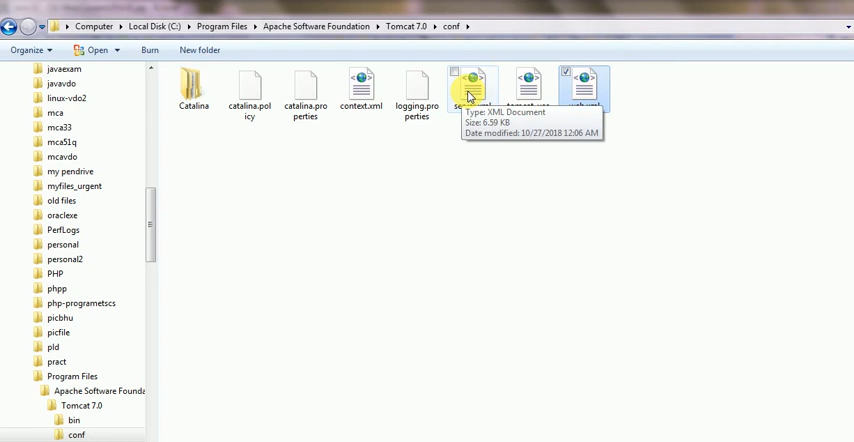 Computer ▸ Local Disk (C:) ▸ Program Files ▸ Apache Software Foundation ▸ Tomcat 7.0 ▸ conf ▸
Organize Open Burn New folder
javaexam
javavdo
linux-vdo2
mca
mca33
mca51q
mcavdo
my pendrive
myfiles_urgent
old files
oraclexe
PerfLogs
personal
personal2
PHP
phpp
php-programetscs
picbhu
picfile
pld
pract
Program Files
Apache Software Founda
Tomcat 7.0
bin
conf
Catalina
catalina.poli
cy
catalina.pro
perties
context.xml
logging.pro
perties
Type: XML Document
Size: 6.59 KB
Date modified: 10/27/2018 12:06 AM